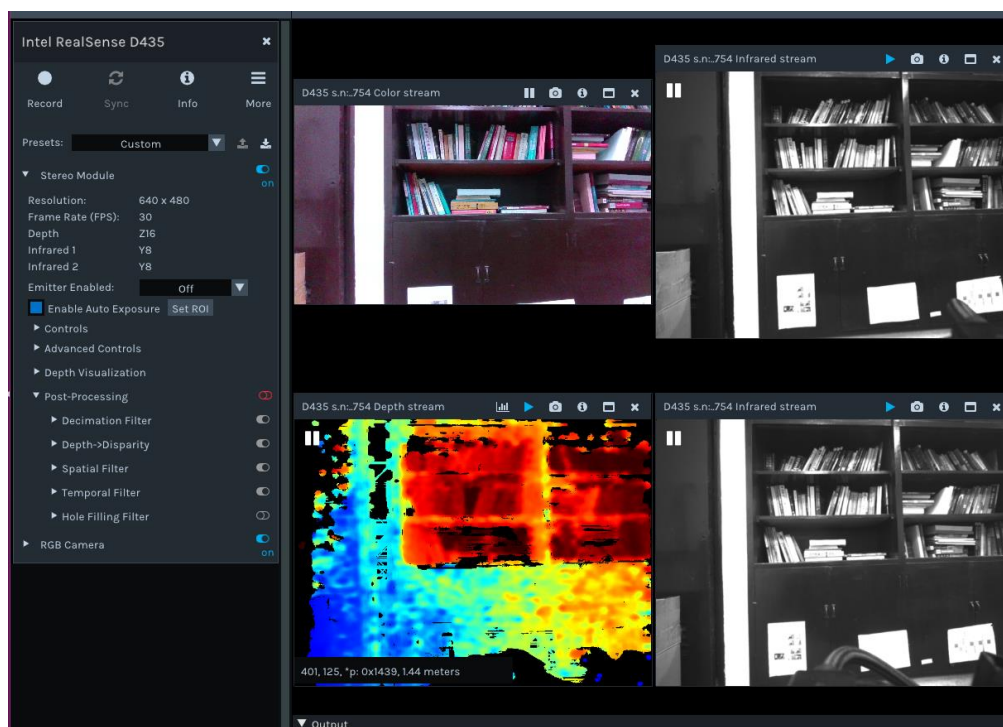 Intel RealSense D435
Record
Sync
Info
More
Presets:
Custom
Stereo Module
on
Resolution:
640 x 480
Frame Rate (FPS):
30
Depth
Z16
Infrared 1
Y8
Infrared 2
Y8
Emitter Enabled:
Off
Enable Auto Exposure
Set ROI
Controls
Advanced Controls
Depth Visualization
Post-Processing
Decimation Filter
Depth->Disparity
Spatial Filter
Temporal Filter
Hole Filling Filter
RGB Camera
on
D435 s.n:..754 Color stream
D435 s.n:..754 Infrared stream
D435 s.n:..754 Depth stream
401, 125, *p: 0x1439, 1.44 meters
D435 s.n:..754 Infrared stream
Output